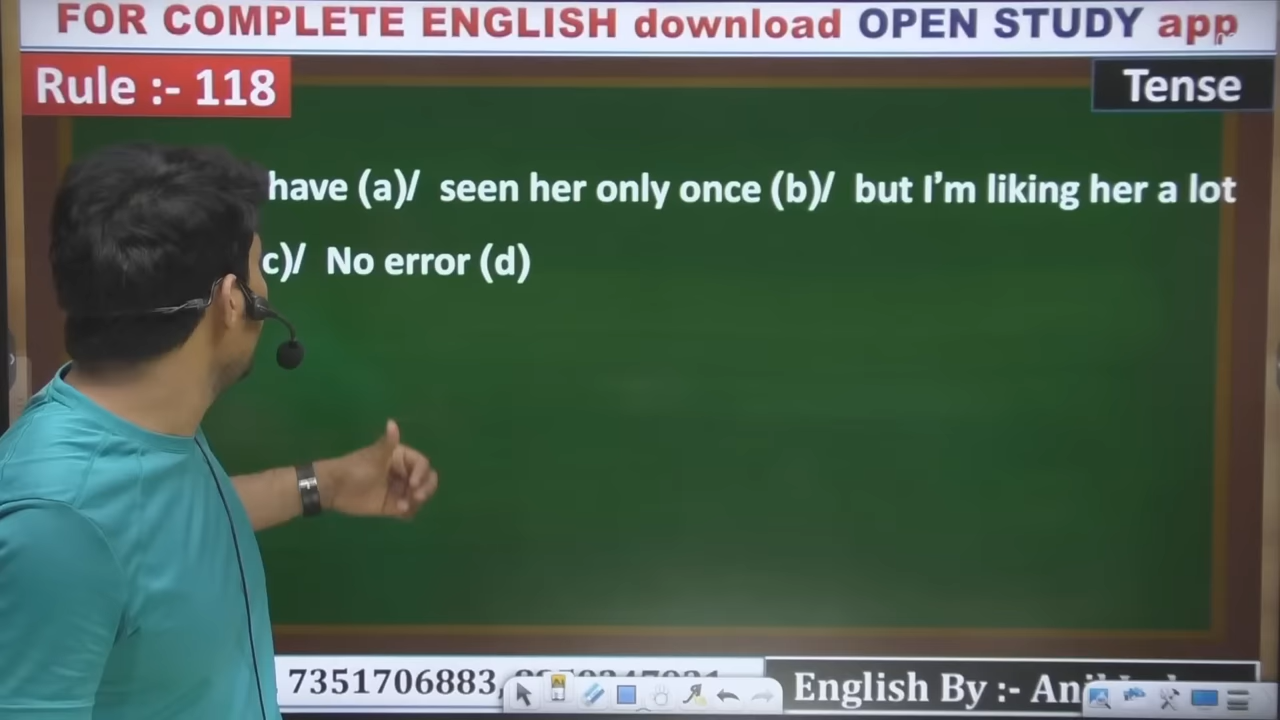 FOR COMPLETE ENGLISH download OPEN STUDY app
Rule :- 118
Tense
have (a)/ seen her only once (b)/ but I'm liking her a lot
c)/ No error (d)
7351706883,
English By :-